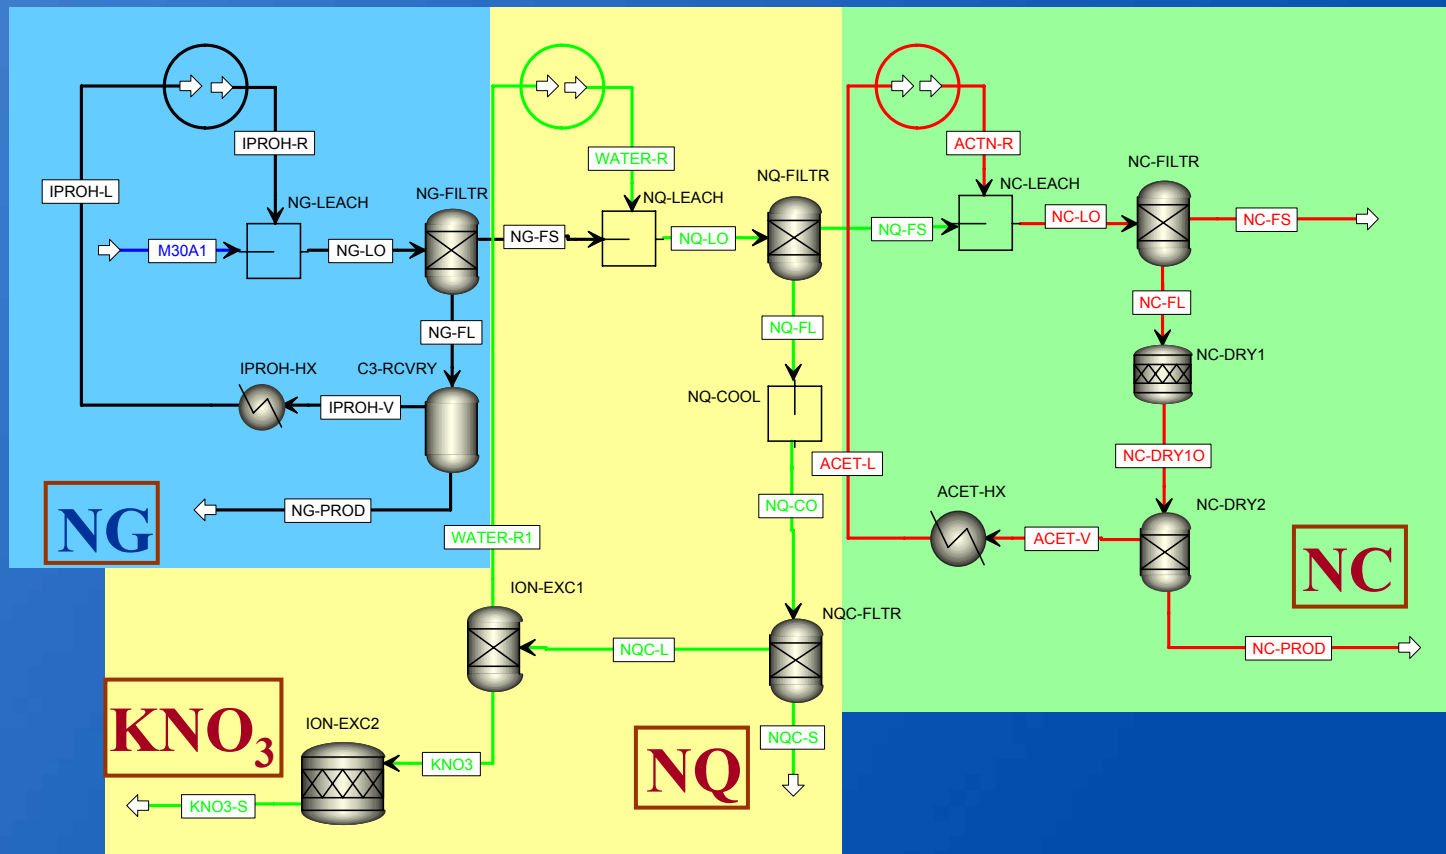 IPROH-R
IPROH-L
NG-LEACH
M30A1
NG-LO
NG-FILTR
NG-FS
NG-FL
IPROH-HX
C3-RCVRY
IPROH-V
NG-PROD
NG
WATER-R
NQ-LEACH
NQ-LO
NQ-FILTR
NQ-FS
NQ-FL
NQ-COOL
NQ-CO
WATER-R1
ION-EXC1
NQC-L
NQC-FLTR
NQC-S
NQ
KNO3
ION-EXC2
KNO3-S
KNO₃
ACTN-R
NC-LEACH
NC-LO
NC-FILTR
NC-FS
NC-FL
NC-DRY1
NC-DRY1O
NC-DRY2
ACET-L
ACET-HX
ACET-V
NC-PROD
NC